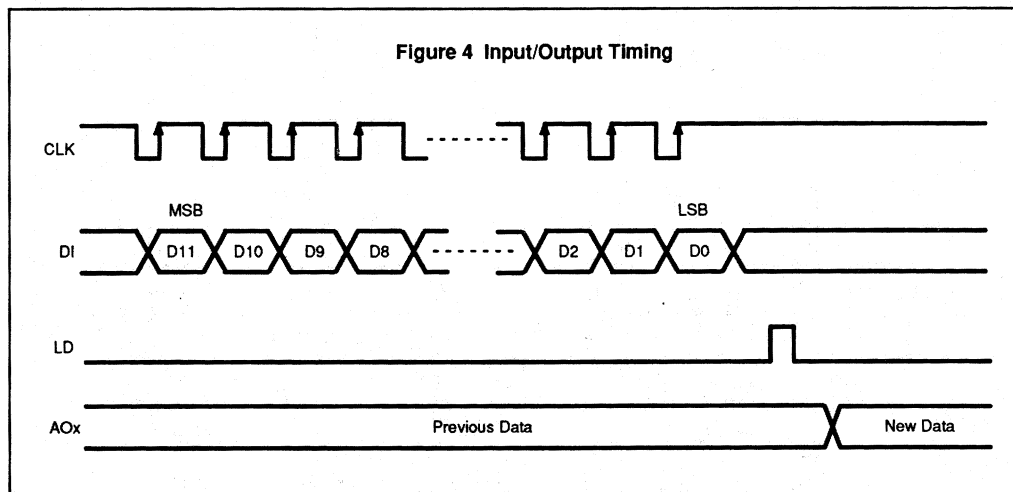 Figure 4 Input/Output Timing
CLK
MSB LSB
DI D11 D10 D9 D8 D2 D1 D0
LD
AOx Previous Data New Data